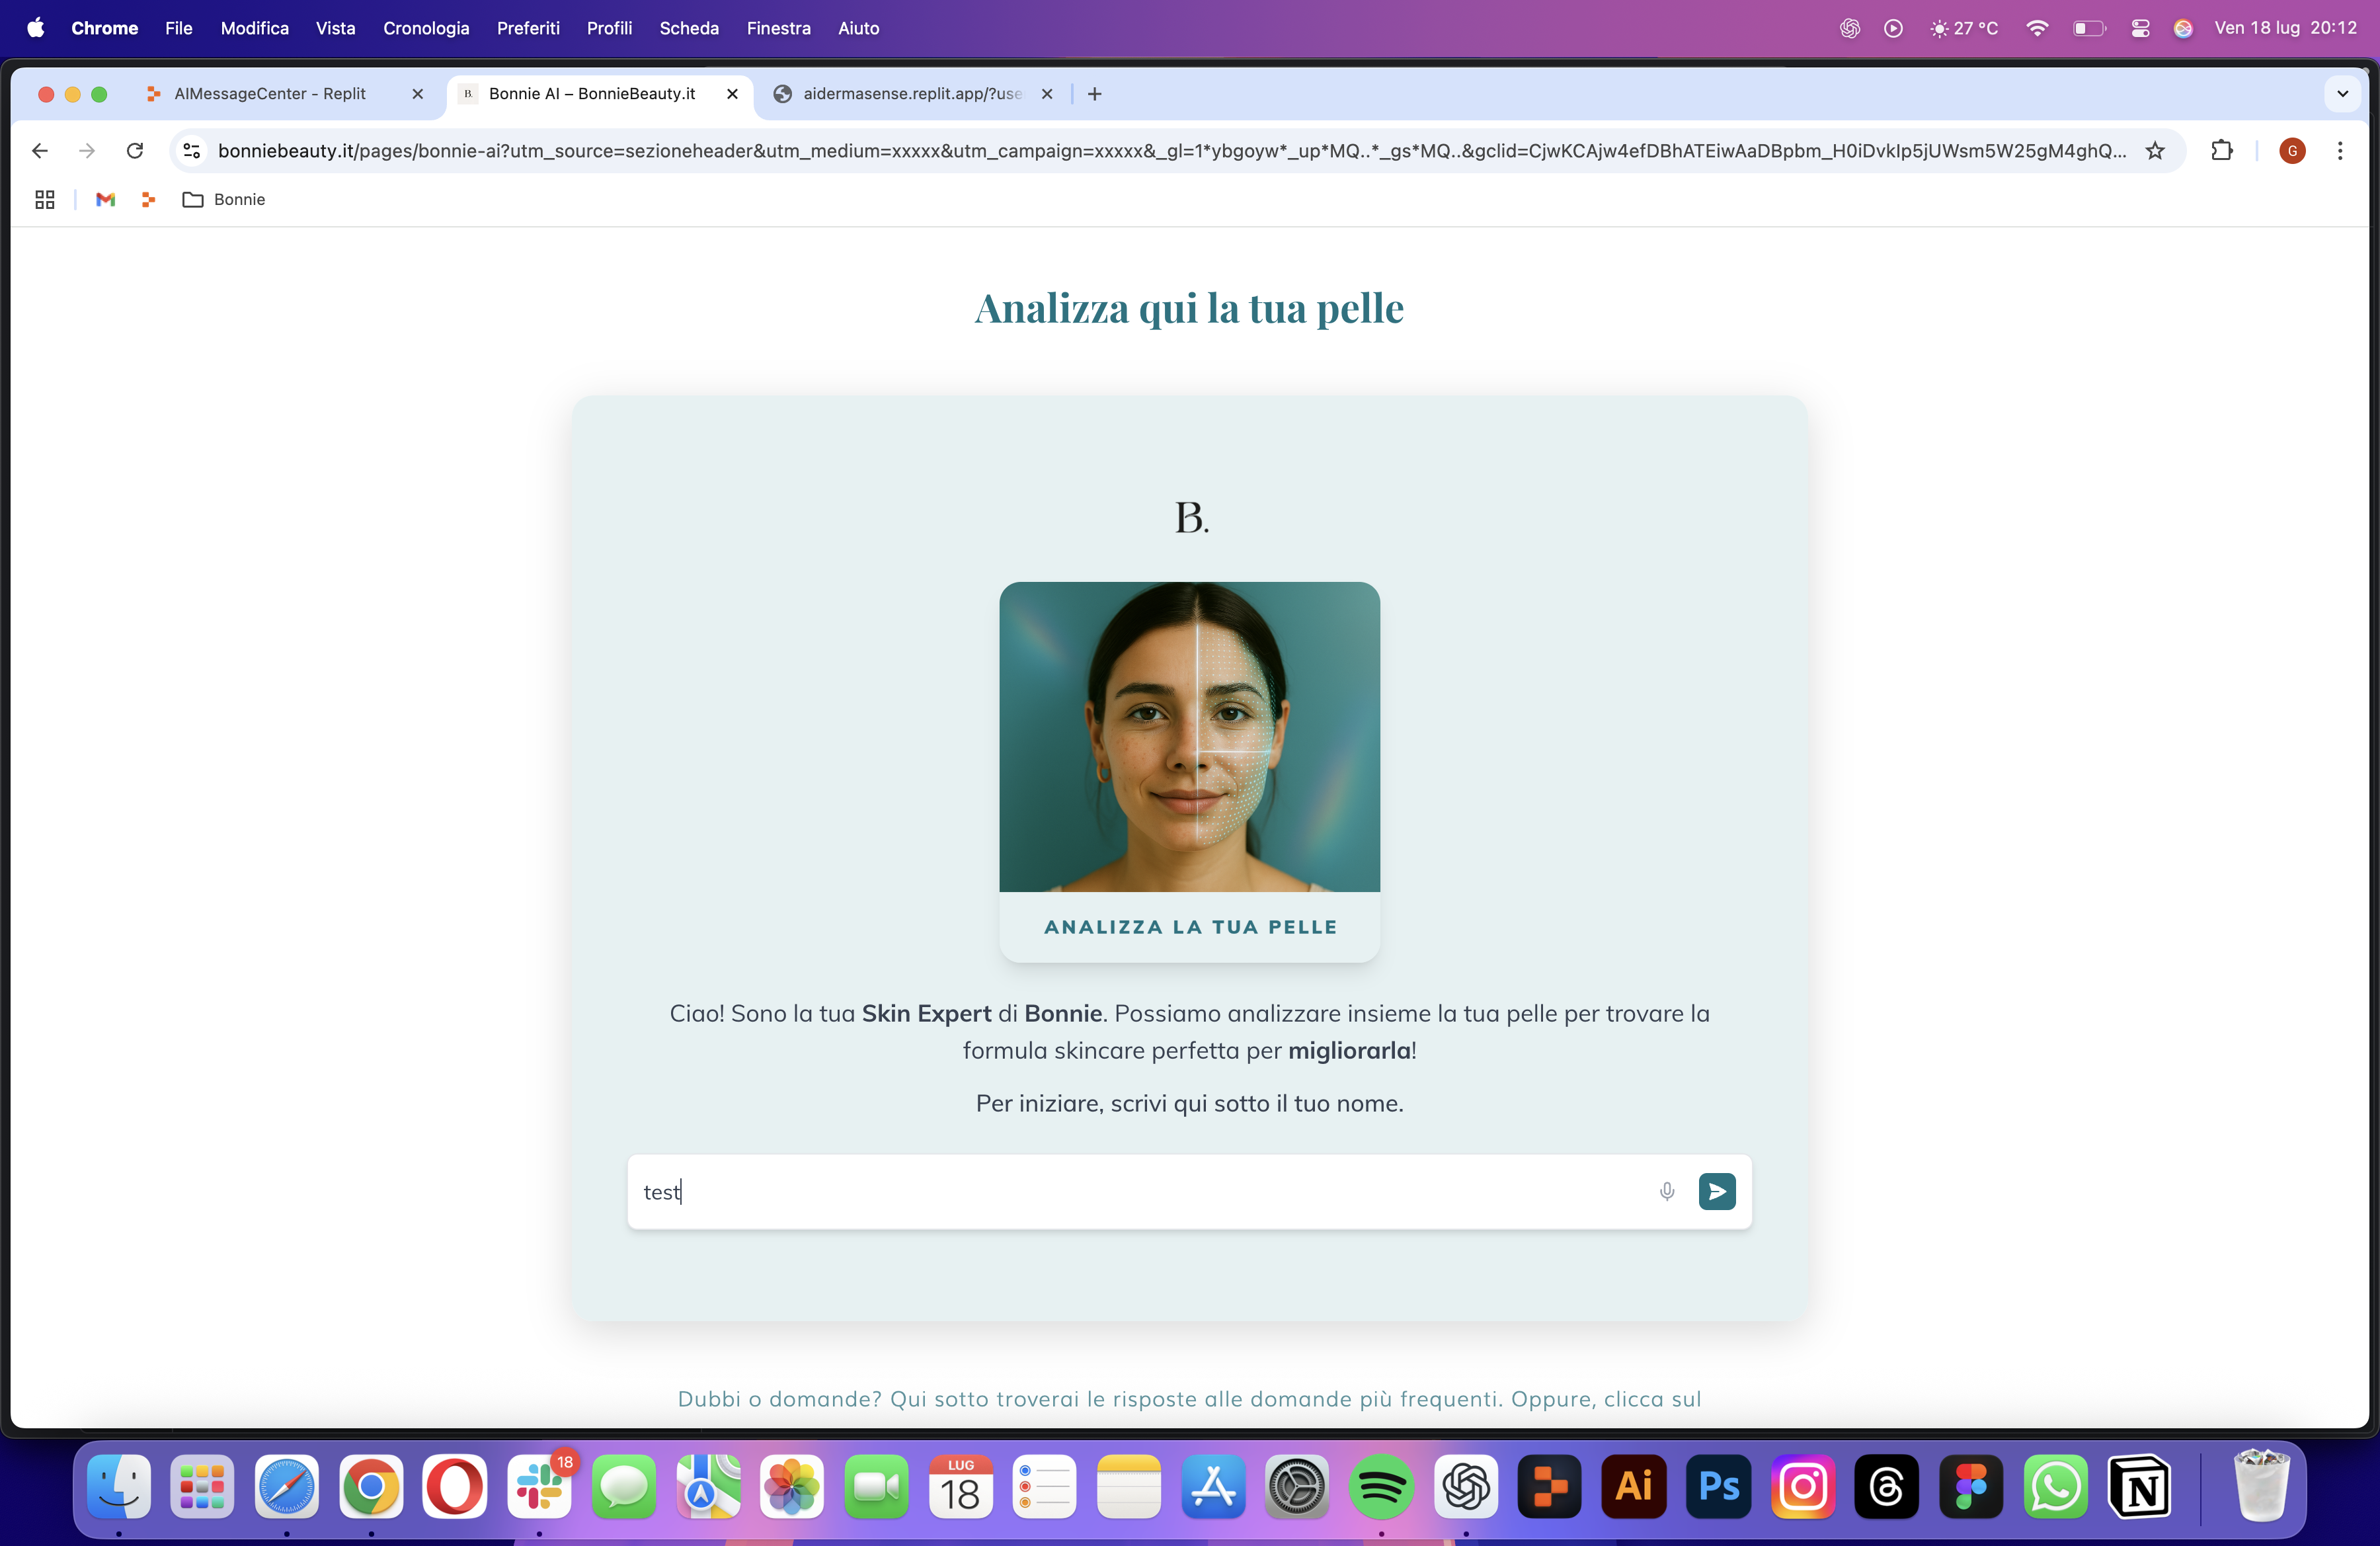 Chrome File Modifica Vista Cronologia Preferiti Profili Scheda Finestra Aiuto 27 °C Ven 18 lug 20:12
AIMessageCenter - Replit B. Bonnie AI – BonnieBeauty.it aidermasense.replit.app/?use
bonniebeauty.it/pages/bonnie-ai?utm_source=sezioneheader&utm_medium=xxxxx&utm_campaign=xxxxx&_gl=1*ybgoyw*_up*MQ..*_gs*MQ..&gclid=CjwKCAjw4efDBhATEiwAaDBpbm_H0iDvkIp5jUWsm5W25gM4ghQ... G
Bonnie
Analizza qui la tua pelle
B.
ANALIZZA LA TUA PELLE
Ciao! Sono la tua Skin Expert di Bonnie. Possiamo analizzare insieme la tua pelle per trovare la
formula skincare perfetta per migliorarla!
Per iniziare, scrivi qui sotto il tuo nome.
test
Dubbi o domande? Qui sotto troverai le risposte alle domande più frequenti. Oppure, clicca sul
18
LUG
18
Ai
Ps